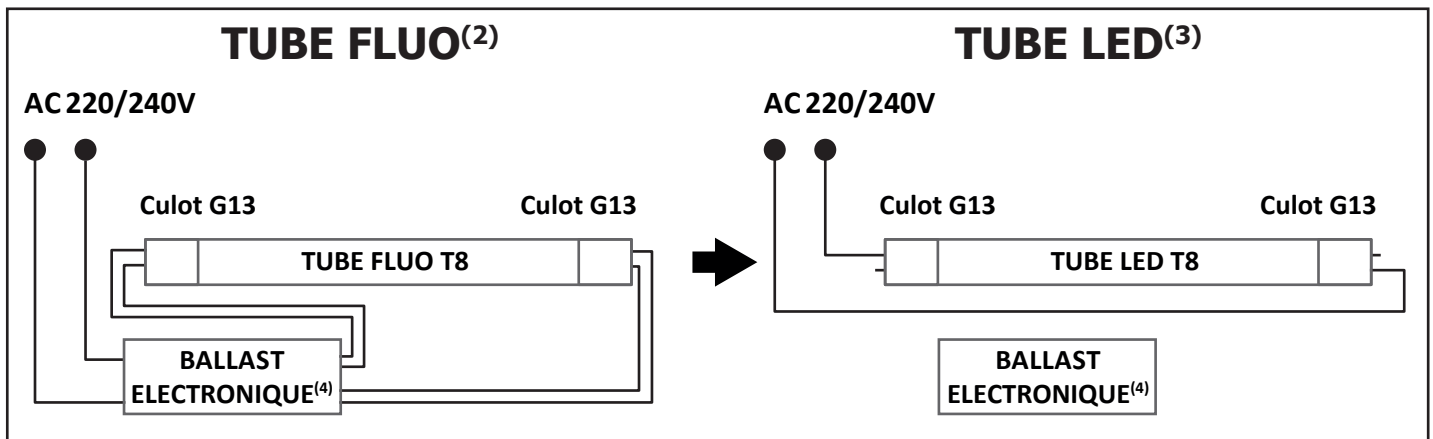 TUBE FLUO(2)
AC 220/240V
Culot G13
Culot G13
TUBE FLUO T8
BALLAST
ELECTRONIQUE(4)
TUBE LED(3)
AC 220/240V
Culot G13
Culot G13
TUBE LED T8
BALLAST
ELECTRONIQUE(4)